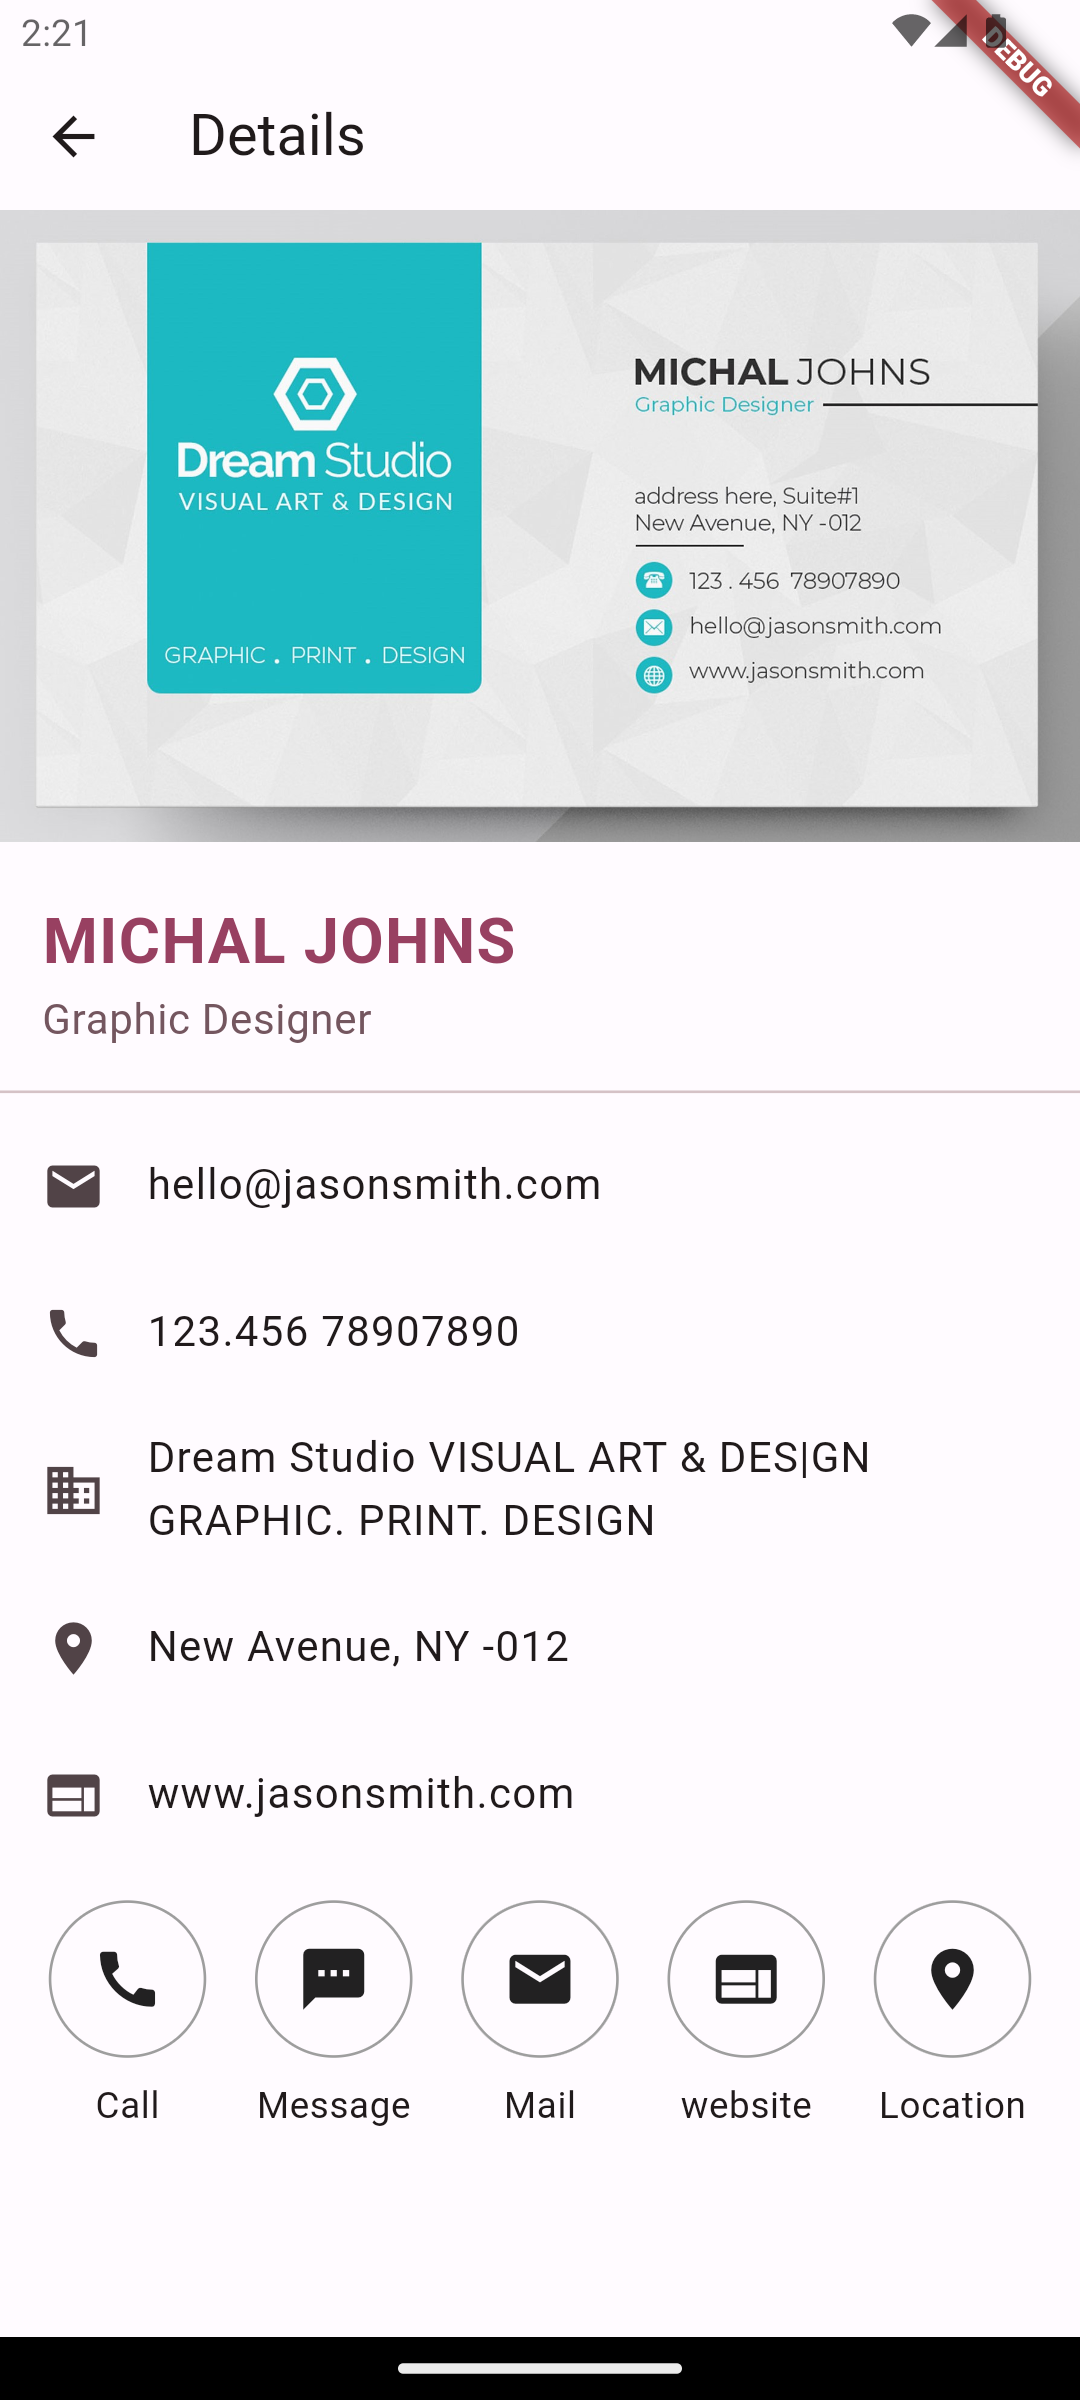 2:21
DEBUG
Details
Dream Studio
VISUAL ART & DESIGN
GRAPHIC . PRINT . DESIGN
MICHAL JOHNS
Graphic Designer
address here, Suite#1
New Avenue, NY -012
123 . 456 78907890
hello@jasonsmith.com
www.jasonsmith.com
MICHAL JOHNS
Graphic Designer
hello@jasonsmith.com
123.456 78907890
Dream Studio VISUAL ART & DES|GN
GRAPHIC. PRINT. DESIGN
New Avenue, NY -012
www.jasonsmith.com
Call Message Mail website Location